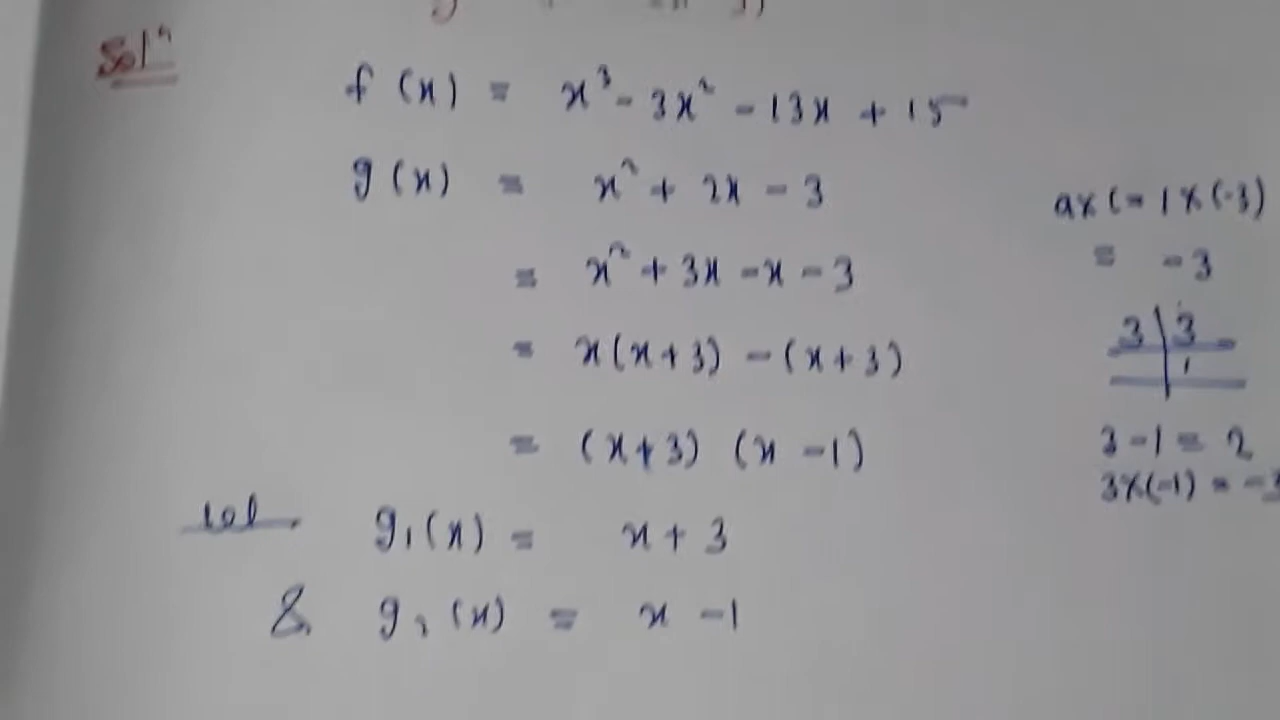 Solⁿ
f(x) = x³ - 3x² - 13x + 15
g(x) = x² + 2x - 3
= x² + 3x - x - 3
= x(x+3) - (x+3)
= (x+3) (x-1)
let, g₁(x) = x + 3
& g₂(x) = x - 1
a×c = 1×(-3)
= -3
3 | 3
1
3-1 = 2
3×(-1) = -3